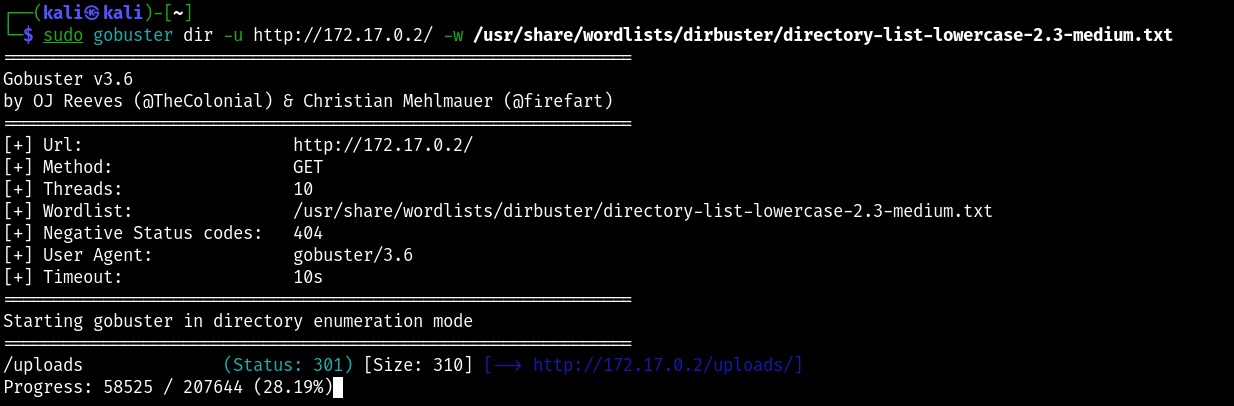 ┌──(kali㉿kali)-[~]
└─$ sudo gobuster dir -u http://172.17.0.2/ -w /usr/share/wordlists/dirbuster/directory-list-lowercase-2.3-medium.txt
===============================================================
Gobuster v3.6
by OJ Reeves (@TheColonial) & Christian Mehlmauer (@firefart)
===============================================================
[+] Url:                     http://172.17.0.2/
[+] Method:                  GET
[+] Threads:                 10
[+] Wordlist:                /usr/share/wordlists/dirbuster/directory-list-lowercase-2.3-medium.txt
[+] Negative Status codes:   404
[+] User Agent:              gobuster/3.6
[+] Timeout:                 10s
===============================================================
Starting gobuster in directory enumeration mode
===============================================================
/uploads              (Status: 301) [Size: 310] [--> http://172.17.0.2/uploads/]
Progress: 58525 / 207644 (28.19%)